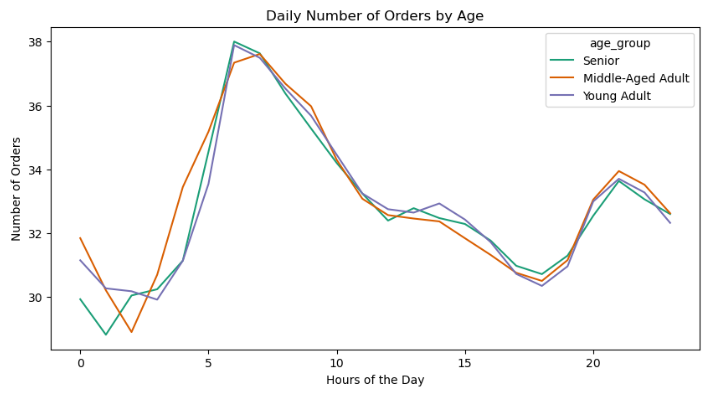 Daily Number of Orders by Age
age_group
Senior
Middle-Aged Adult
Young Adult
Number of Orders
38
36
34
32
30
0 5 10 15 20
Hours of the Day